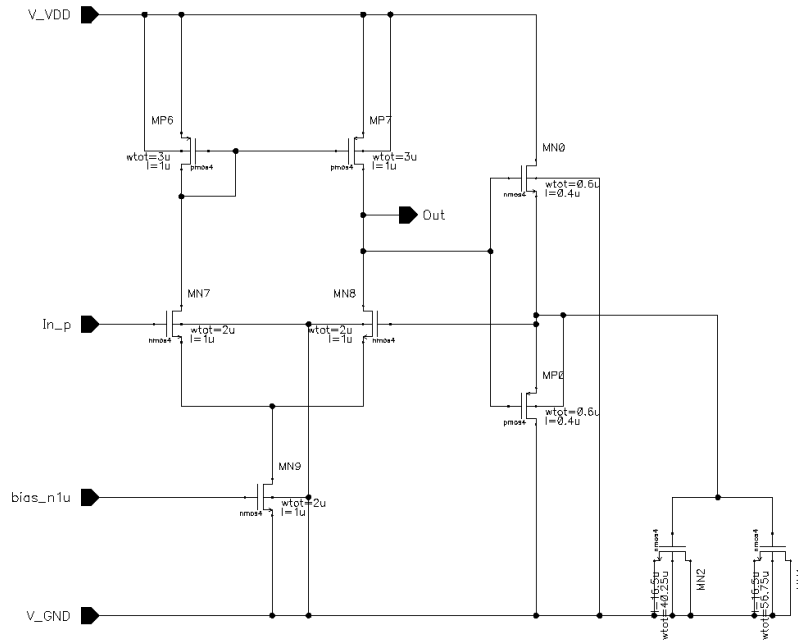 V_VDD
MP6
wtot=3u
l=1u
pmos4
MP7
wtot=3u
l=1u
pmos4
MN0
wtot=0.6u
l=0.4u
nmos4
Out
MN7
wtot=2u
l=1u
nmos4
MN8
wtot=2u
l=1u
nmos4
In_p
MP0
wtot=0.6u
l=0.4u
pmos4
MN9
wtot=2u
l=1u
nmos4
bias_n1u
nmos4
MN2
l=16.5u
wtot=40.25u
nmos4
l=16.5u
wtot=56.75u
V_GND